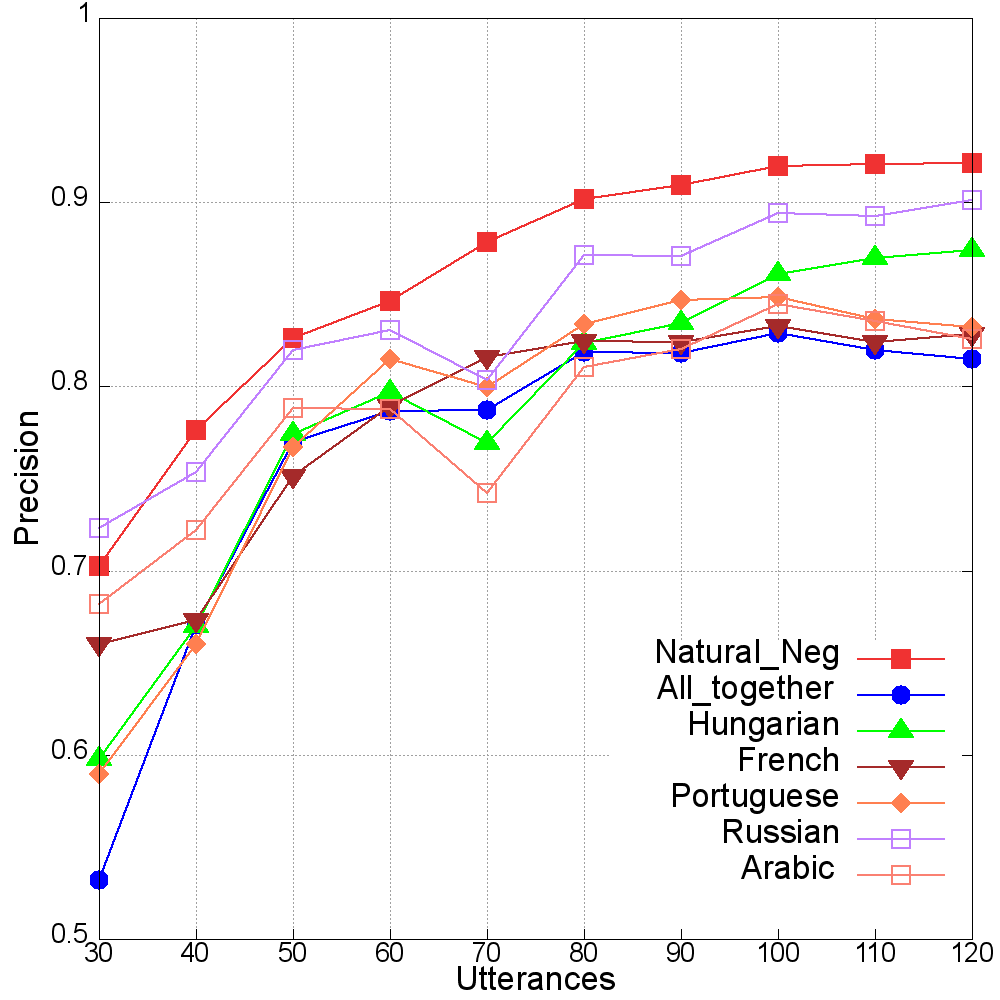 1
0.9
0.8
0.7
0.6
0.5
Precision
Natural_Neg
All_together
Hungarian
French
Portuguese
Russian
Arabic
30 40 50 60 70 80 90 100 110 120
Utterances